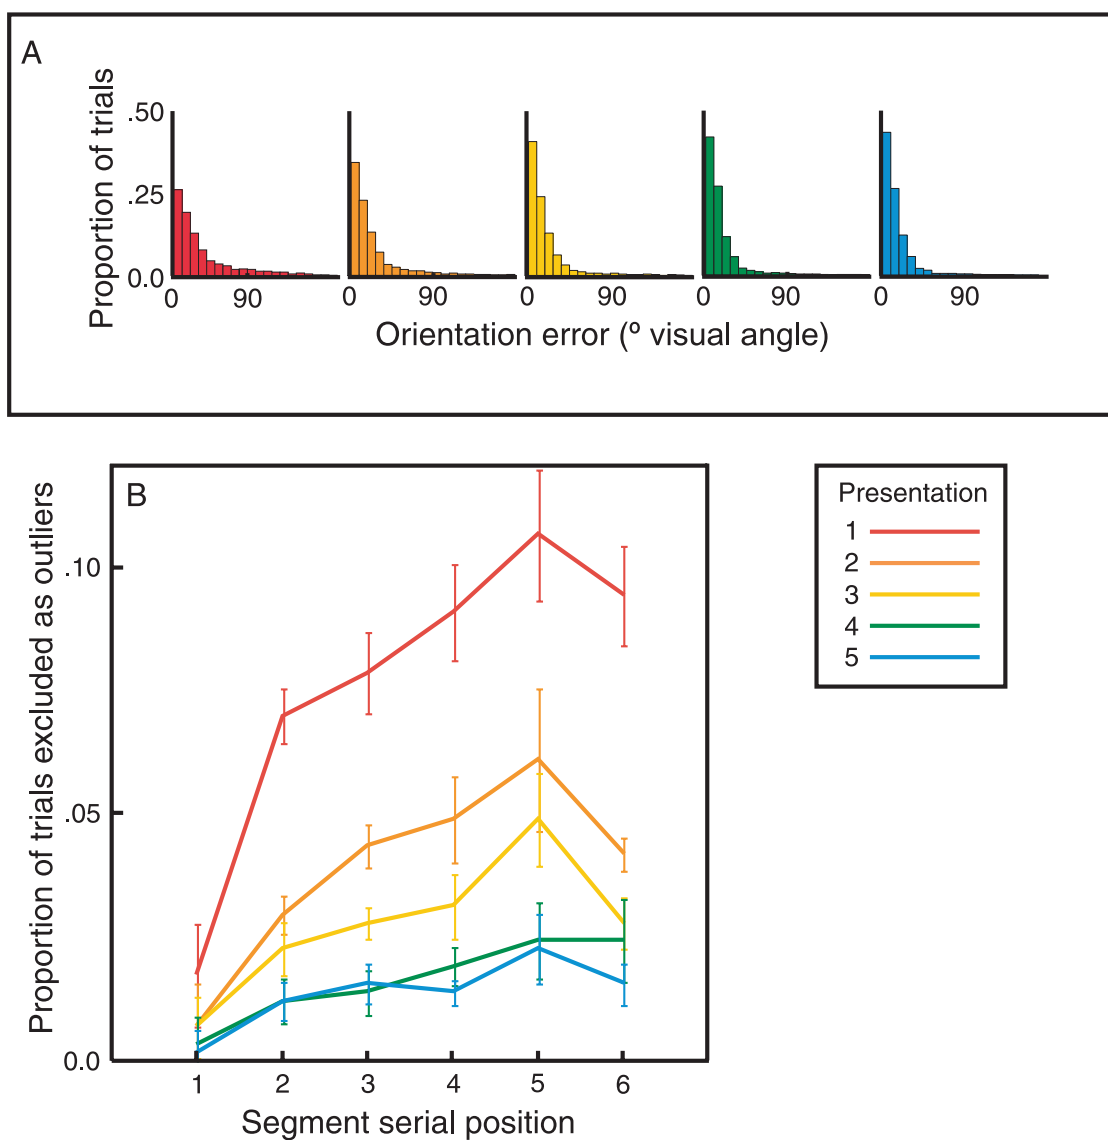 A
Proportion of trials
.50
.25
0.0
0 90 0 90 0 90 0 90 0 90
Orientation error (º visual angle)
B
Proportion of trials excluded as outliers
.10
.05
0.0
1 2 3 4 5 6
Segment serial position
Presentation
1
2
3
4
5